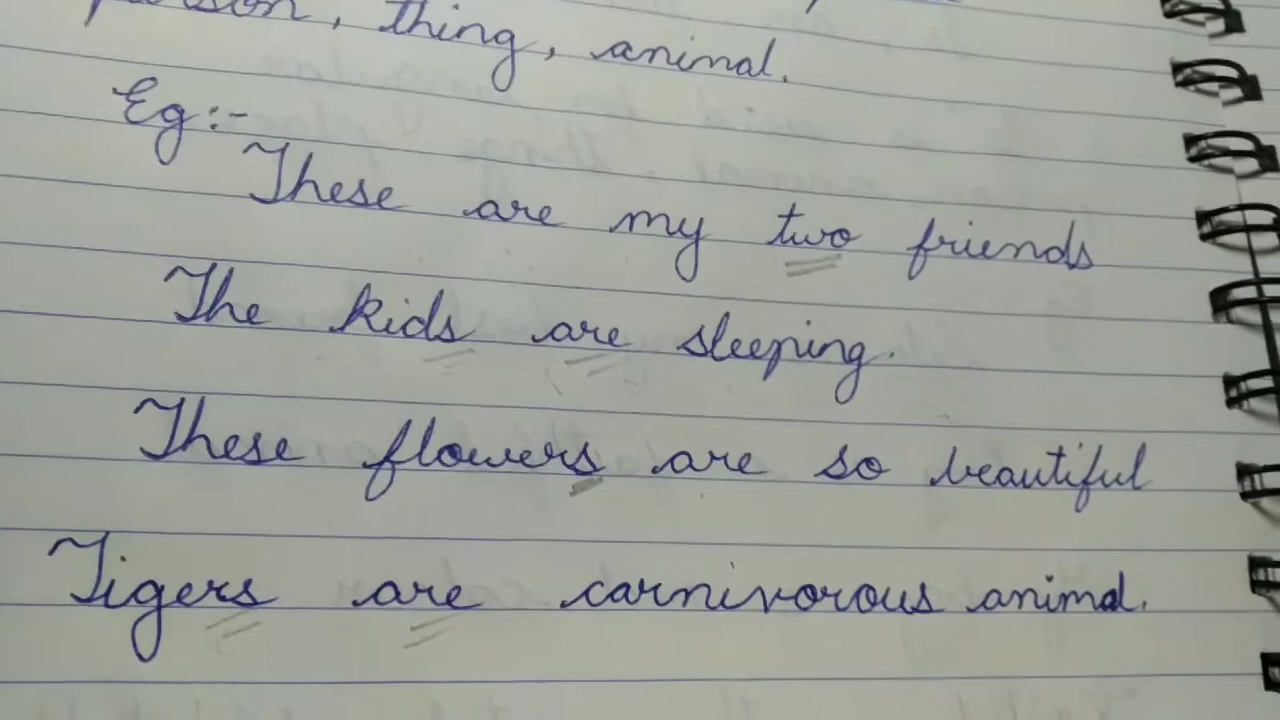 thing, animal.
Eg:-
These are my two friends
The kids are sleeping.
These flowers are so beautiful
Tigers are carnivorous animal.